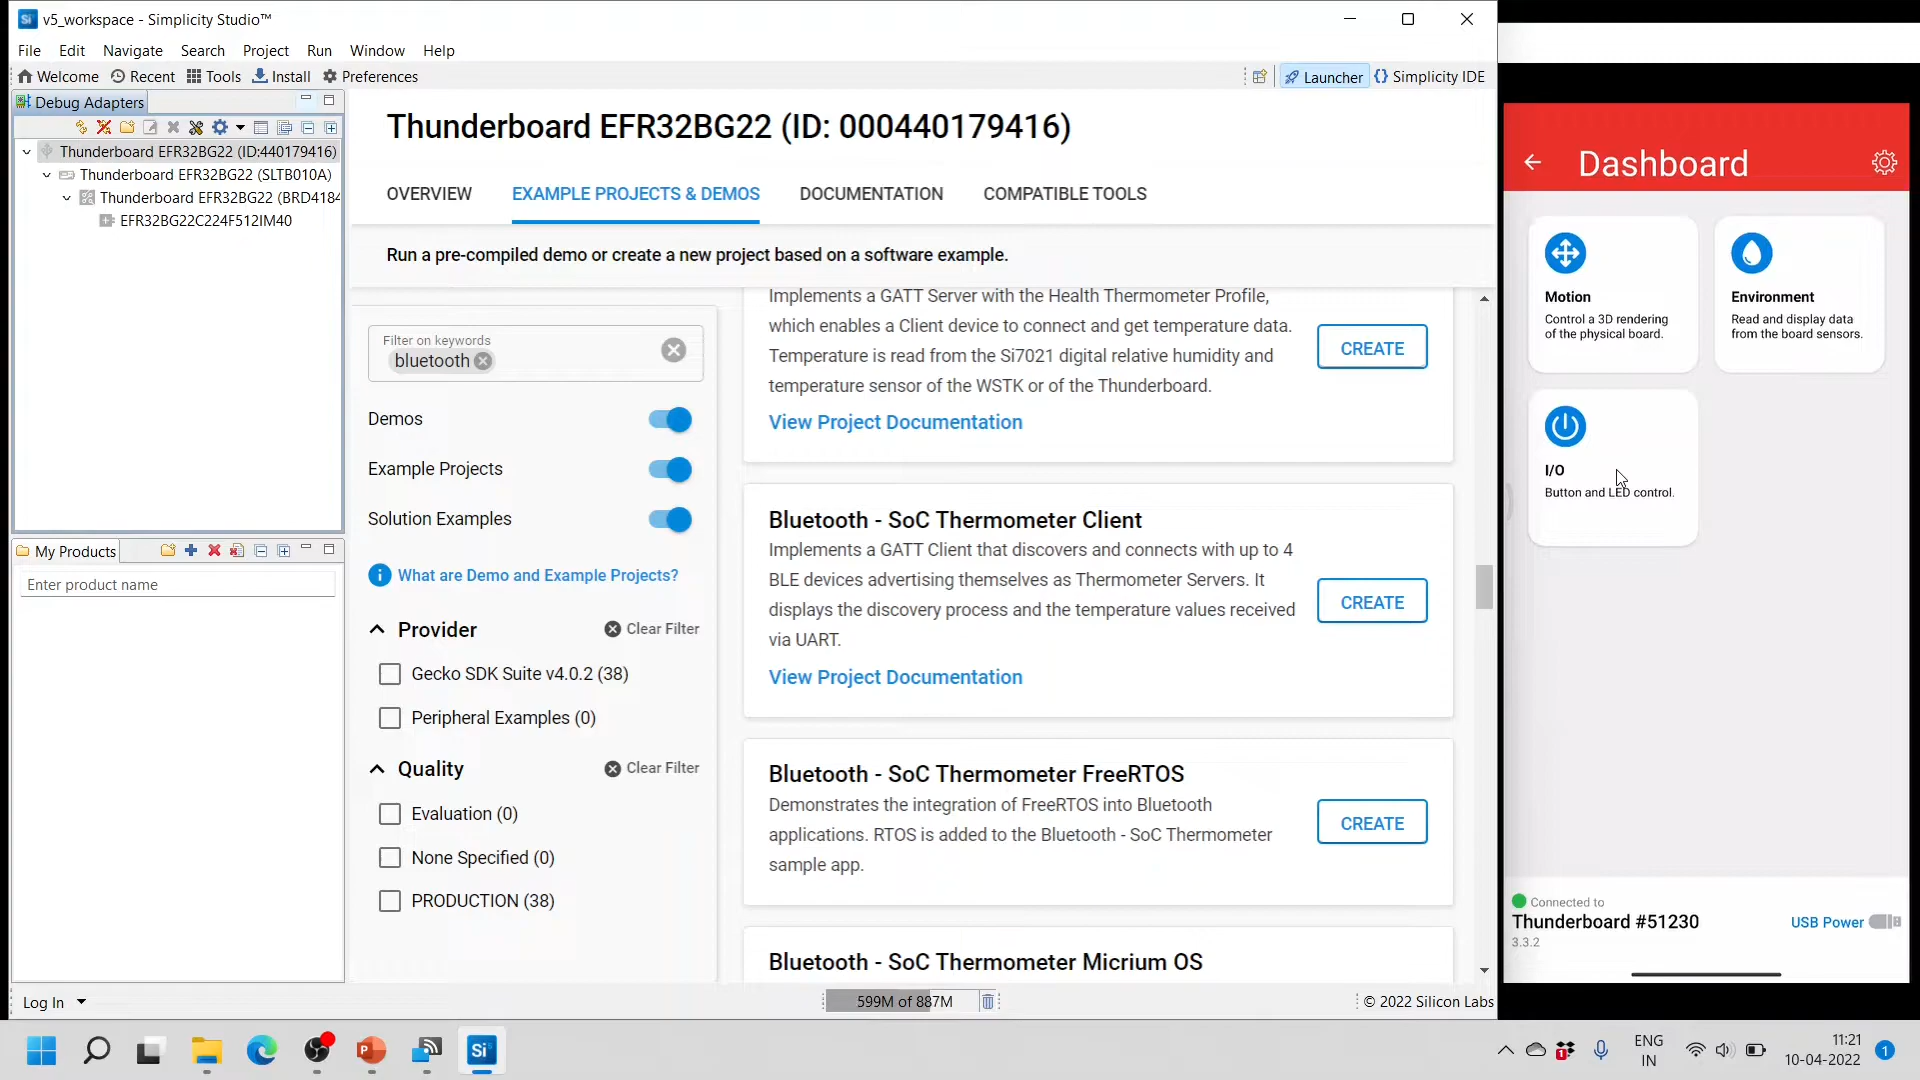 v5_workspace - Simplicity Studio™
File Edit Navigate Search Project Run Window Help
Welcome Recent Tools Install Preferences
Launcher Simplicity IDE
Debug Adapters
Thunderboard EFR32BG22 (ID:440179416)
Thunderboard EFR32BG22 (SLTB010A)
Thunderboard EFR32BG22 (BRD4184
EFR32BG22C224F512IM40
My Products
Enter product name
Thunderboard EFR32BG22 (ID: 000440179416)
OVERVIEW EXAMPLE PROJECTS & DEMOS DOCUMENTATION COMPATIBLE TOOLS
Run a pre-compiled demo or create a new project based on a software example.
Filter on keywords
bluetooth
Demos
Example Projects
Solution Examples
What are Demo and Example Projects?
Provider Clear Filter
Gecko SDK Suite v4.0.2 (38)
Peripheral Examples (0)
Quality Clear Filter
Evaluation (0)
None Specified (0)
PRODUCTION (38)
Implements a GATT Server with the Health Thermometer Profile,
which enables a Client device to connect and get temperature data.
Temperature is read from the Si7021 digital relative humidity and
temperature sensor of the WSTK or of the Thunderboard.
CREATE
View Project Documentation
Bluetooth - SoC Thermometer Client
Implements a GATT Client that discovers and connects with up to 4
BLE devices advertising themselves as Thermometer Servers. It
displays the discovery process and the temperature values received
via UART.
CREATE
View Project Documentation
Bluetooth - SoC Thermometer FreeRTOS
Demonstrates the integration of FreeRTOS into Bluetooth
applications. RTOS is added to the Bluetooth - SoC Thermometer
sample app.
CREATE
Bluetooth - SoC Thermometer Micrium OS
Log In
599M of 887M
© 2022 Silicon Labs
Dashboard
Motion
Control a 3D rendering
of the physical board.
Environment
Read and display data
from the board sensors.
I/O
Button and LED control.
Connected to
Thunderboard #51230
3.3.2
USB Power
Si
ENG
IN
11:21
10-04-2022
1